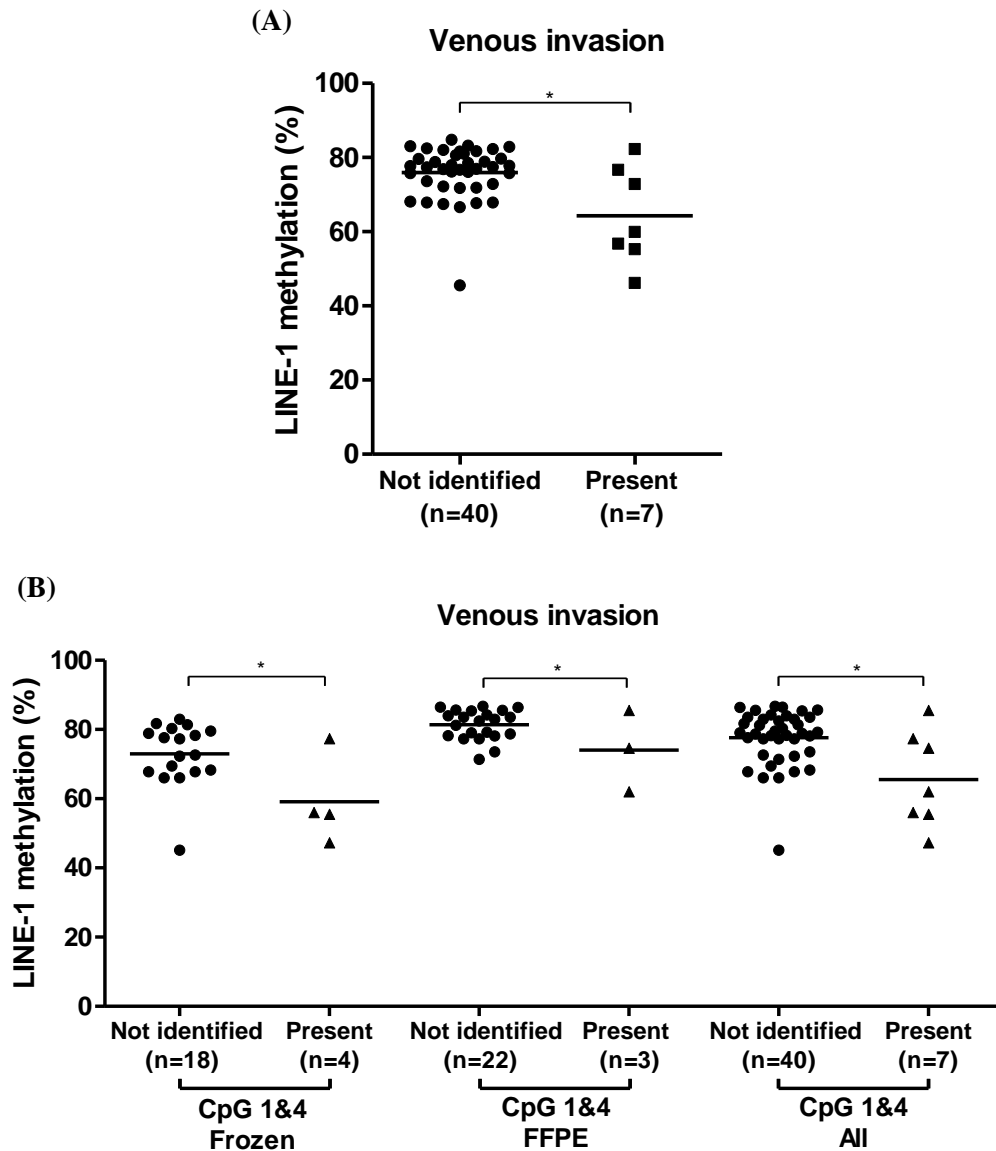 (A)
Venous invasion
LINE-1 methylation (%)
100
80
60
40
20
0
*
Not identified
(n=40)
Present
(n=7)
(B)
Venous invasion
LINE-1 methylation (%)
100
80
60
40
20
0
*
*
*
Not identified
(n=18)
Present
(n=4)
Not identified
(n=22)
Present
(n=3)
Not identified
(n=40)
Present
(n=7)
CpG 1&4
Frozen
CpG 1&4
FFPE
CpG 1&4
All